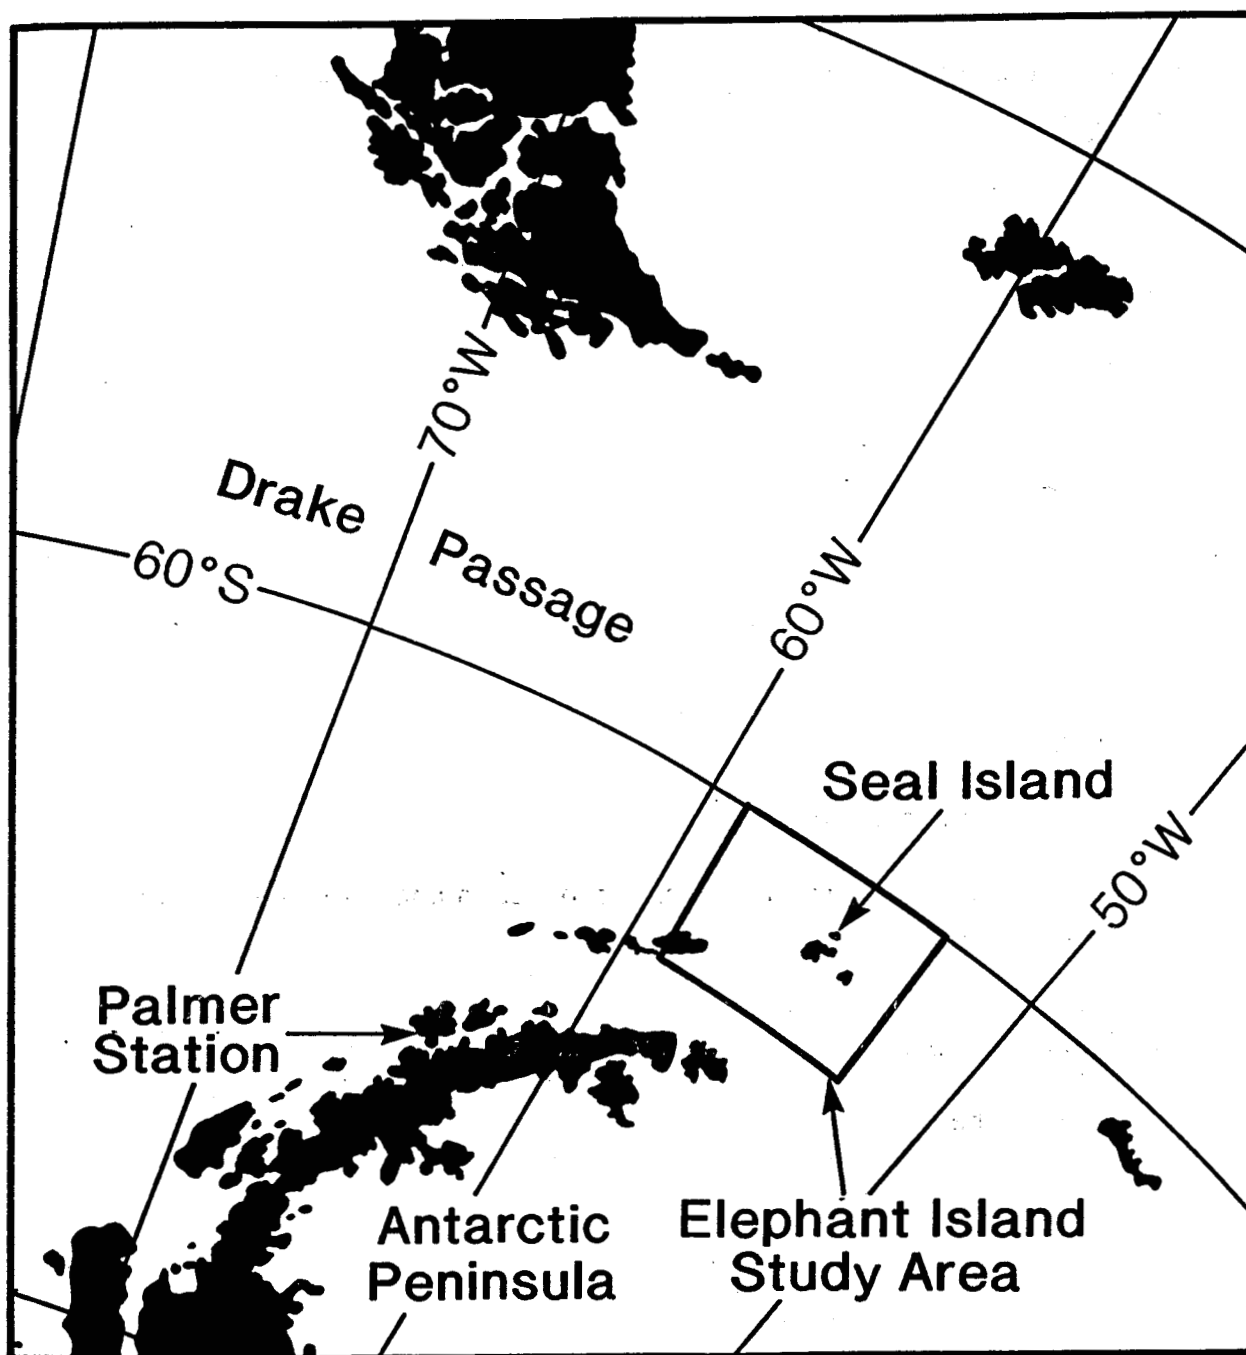 70°W
Drake
Passage
60°S
60°W
Seal Island
50°W
Palmer
Station
Antarctic
Peninsula
Elephant Island
Study Area